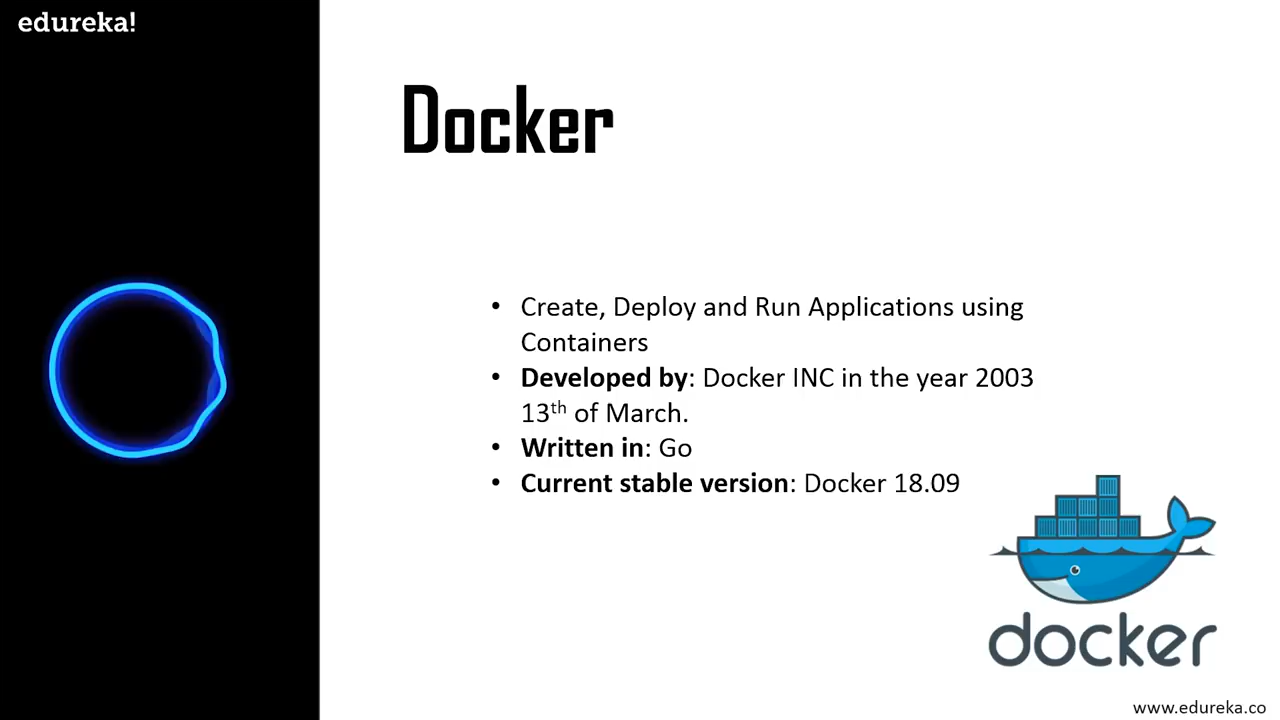 edureka!
Docker
• Create, Deploy and Run Applications using
Containers
• Developed by: Docker INC in the year 2003
13th of March.
• Written in: Go
• Current stable version: Docker 18.09
docker
www.edureka.co